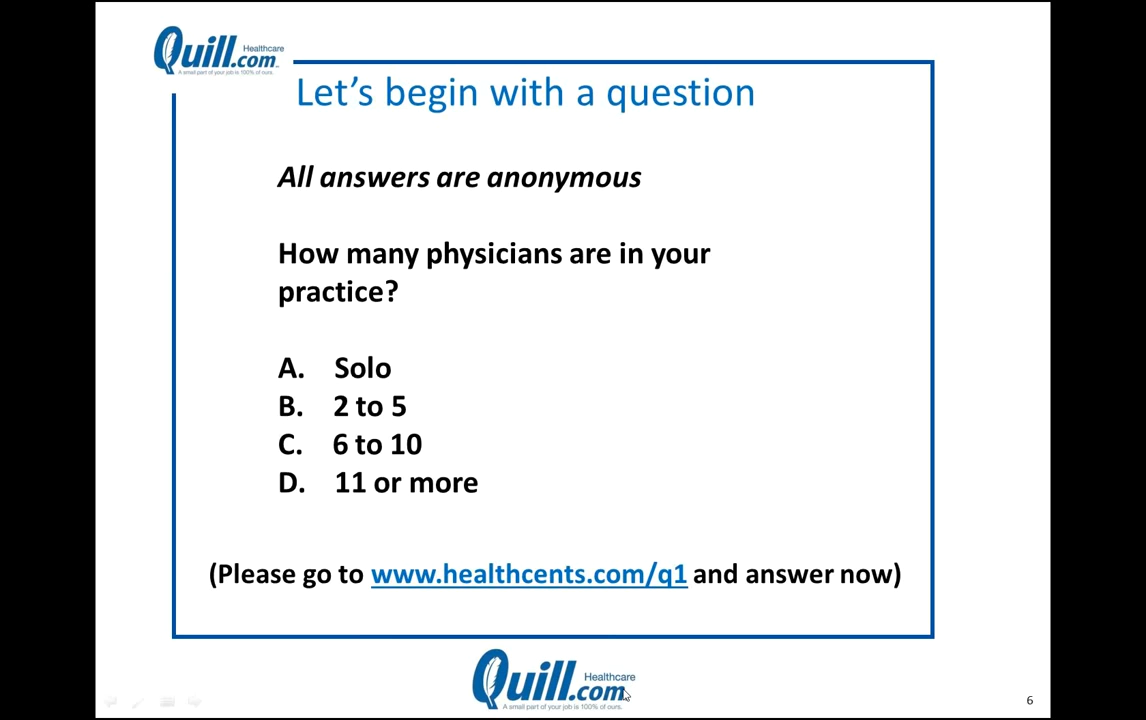 Quill.com
Healthcare
A small part of your job is 100% of ours.
Let's begin with a question
All answers are anonymous
How many physicians are in your
practice?
A. Solo
B. 2 to 5
C. 6 to 10
D. 11 or more
(Please go to www.healthcents.com/q1 and answer now)
Quill.com
Healthcare
A small part of your job is 100% of ours.
6